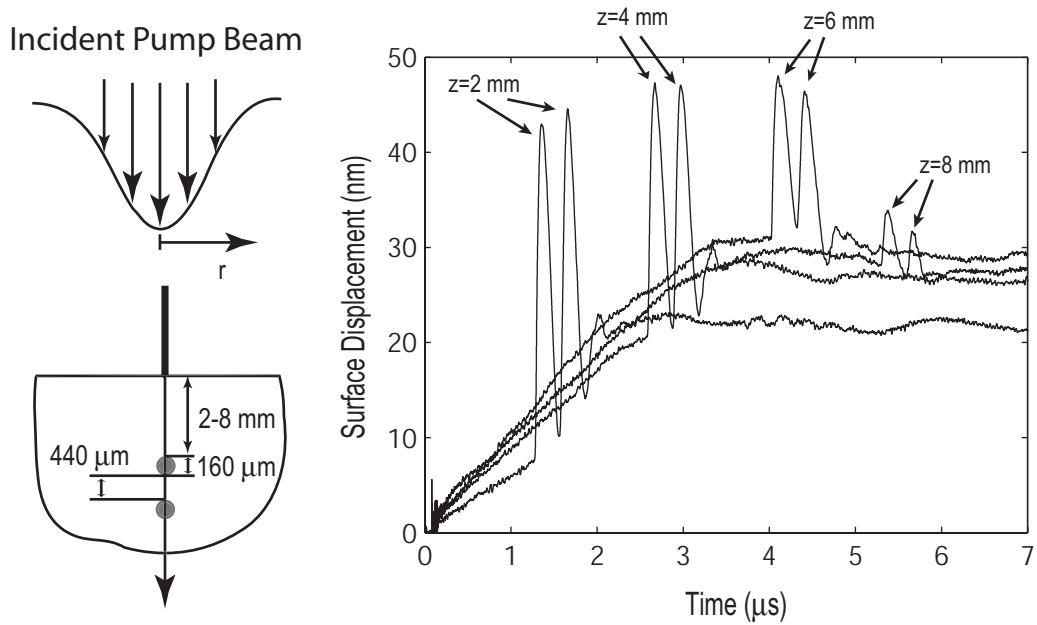 Incident Pump Beam
r
2-8 mm
440 μm
160 μm
z=2 mm
z=4 mm
z=6 mm
z=8 mm
Surface Displacement (nm)
50
40
30
20
10
0
0 1 2 3 4 5 6 7
Time (μs)